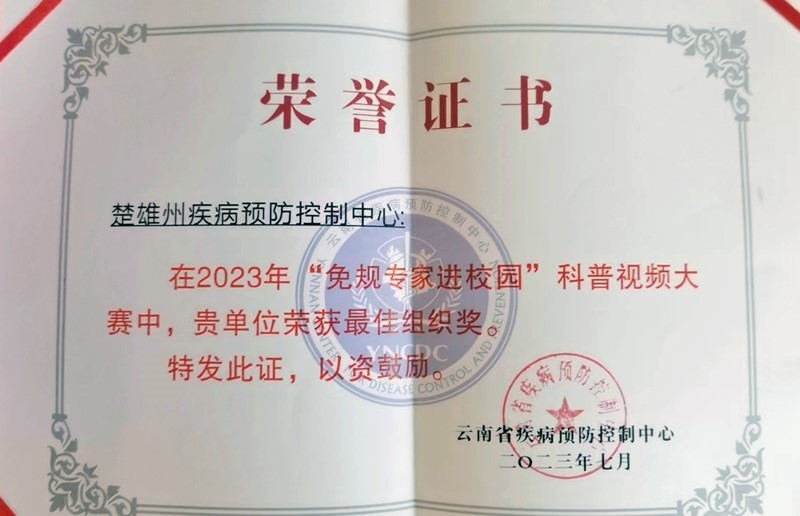 荣誉证书
楚雄州疾病预防控制中心:
在2023年“免规专家进校园”科普视频大
赛中，贵单位荣获最佳组织奖。
特发此证，以资鼓励。
YNCDC
云南省疾病预防控制中心
二〇二三年七月